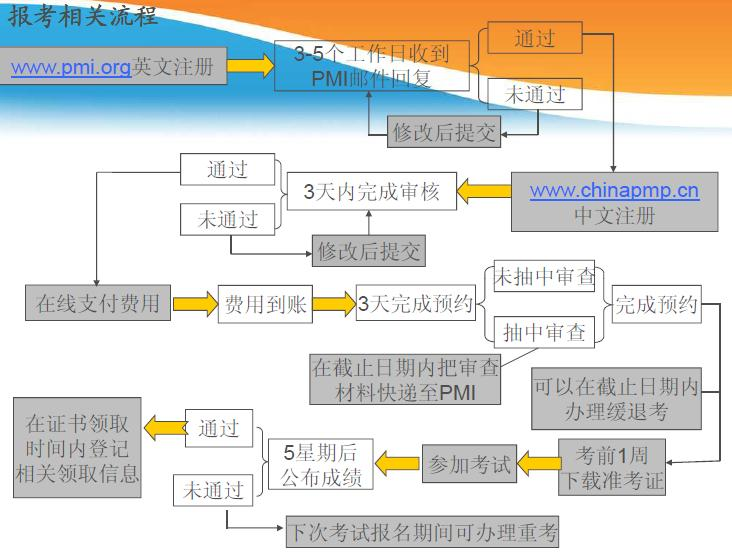 报考相关流程
www.pmi.org英文注册
3-5个工作日收到
PMI邮件回复
通过
未通过
修改后提交
www.chinapmp.cn
中文注册
3天内完成审核
通过
未通过
修改后提交
在线支付费用
费用到账
3天完成预约
未抽中审查
抽中审查
完成预约
在截止日期内把审查
材料快递至PMI
可以在截止日期内
办理缓退考
考前1周
下载准考证
参加考试
5星期后
公布成绩
通过
未通过
在证书领取
时间内登记
相关领取信息
下次考试报名期间可办理重考